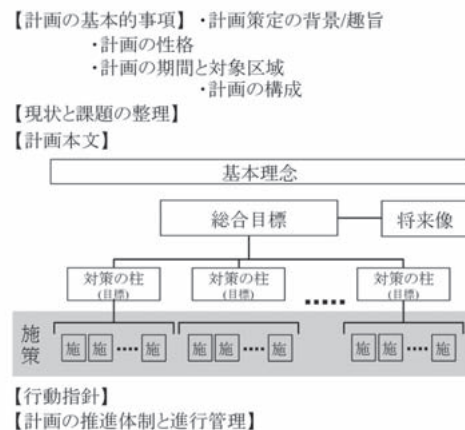 【計画の基本的事項】 ・計画策定の背景/趣旨
・計画の性格
・計画の期間と対象区域
・計画の構成
【現状と課題の整理】
【計画本文】
基本理念
総合目標 将来像
対策の柱 対策の柱 対策の柱
(目標) (目標) ..... (目標)
施策
施 施 .... 施 施 施 .... 施 施 施 .... 施
【行動指針】
【計画の推進体制と進行管理】